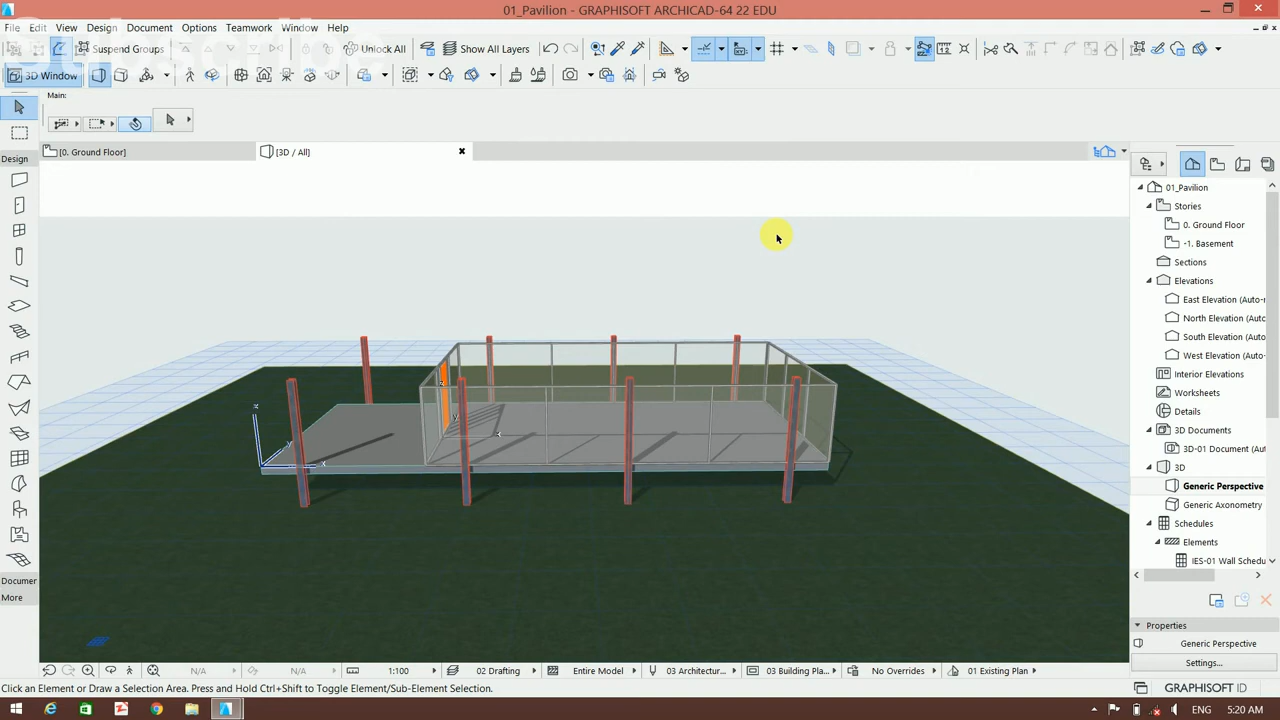 01_Pavilion - GRAPHISOFT ARCHICAD-64 22 EDU
File Edit View Design Document Options Teamwork Window Help
Suspend Groups
Unlock All
Show All Layers
3D Window
Main:
[0. Ground Floor]
[3D / All]
Design
01_Pavilion
Stories
0. Ground Floor
-1. Basement
Sections
Elevations
East Elevation (Auto-r
North Elevation (Auto
South Elevation (Auto
West Elevation (Auto-
Interior Elevations
Worksheets
Details
3D Documents
3D-01 Document (Aut
3D
Generic Perspective
Generic Axonometry
Schedules
Elements
IES-01 Wall Schedu
Docume
More
Properties
Generic Perspective
Settings...
x
y
x
y
N/A
N/A
1:100
02 Drafting
Entire Model
03 Architectur...
03 Building Pla...
No Overrides
01 Existing Plan
Click an Element or Draw a Selection Area. Press and Hold Ctrl+Shift to Toggle Element/Sub-Element Selection.
GRAPHISOFT ID
ENG
5:20 AM